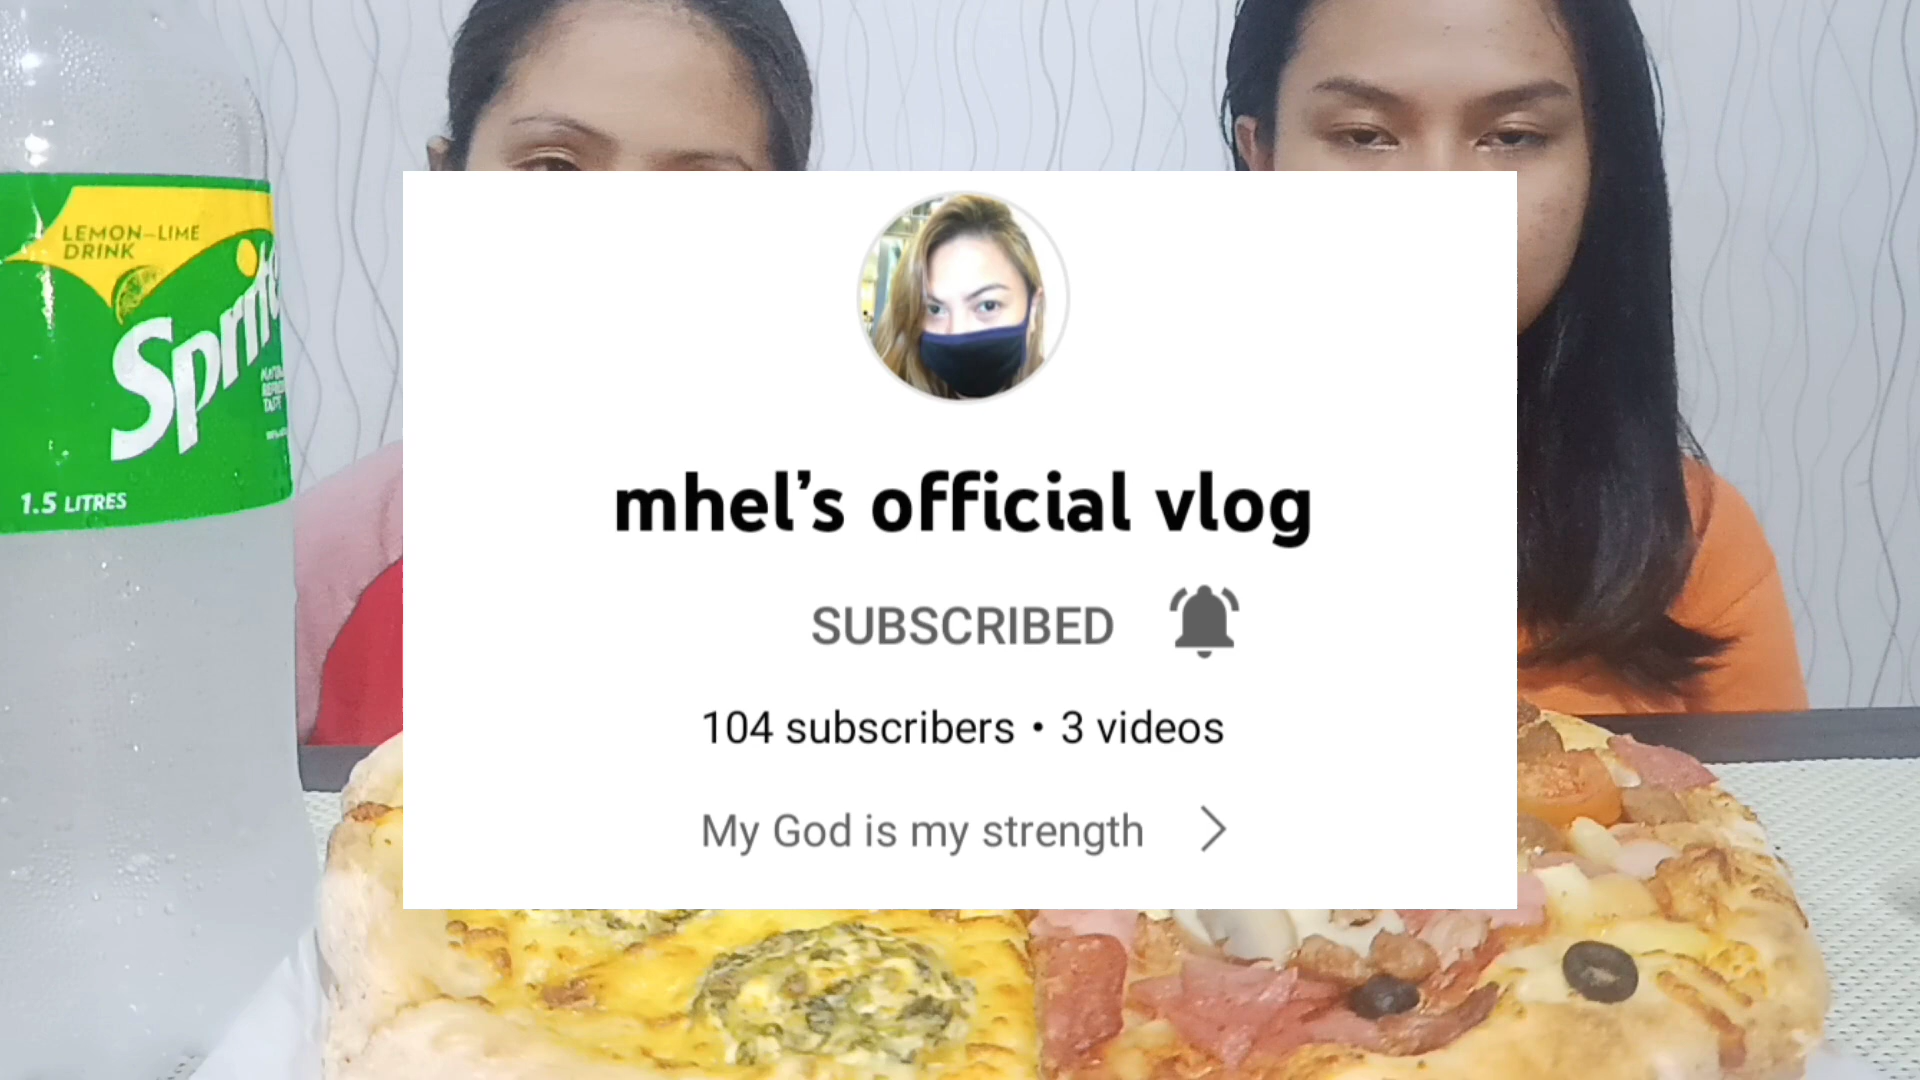 LEMON–LIME
DRINK
Sprite
1.5 LITRES
mhel's official vlog
SUBSCRIBED
104 subscribers • 3 videos
My God is my strength